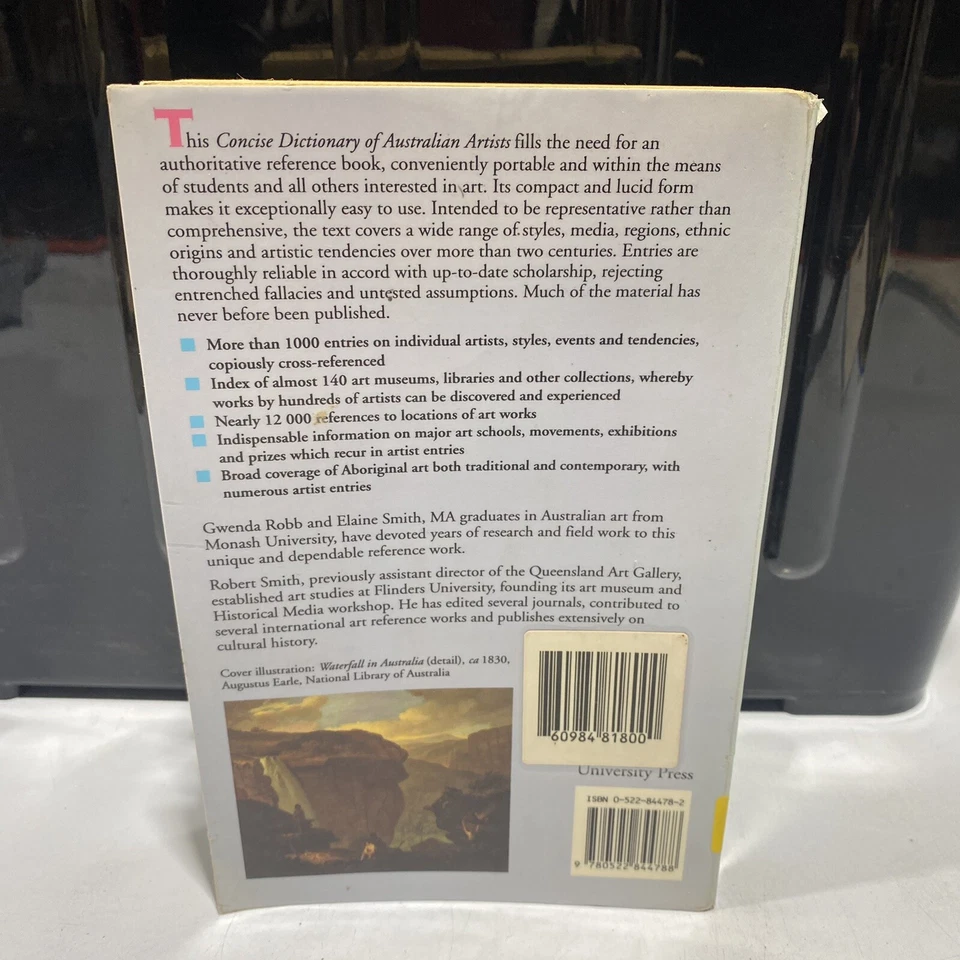 This Concise Dictionary of Australian Artists fills the need for an
authoritative reference book, conveniently portable and within the means
of students and all others interested in art. Its compact and lucid form
makes it exceptionally easy to use. Intended to be representative rather than
comprehensive, the text covers a wide range of styles, media, regions, ethnic
origins and artistic tendencies over more than two centuries. Entries are
thoroughly reliable in accord with up-to-date scholarship, rejecting
entrenched fallacies and untested assumptions. Much of the material has
never before been published.
More than 1000 entries on individual artists, styles, events and tendencies,
copiously cross-referenced
Index of almost 140 art museums, libraries and other collections, whereby
works by hundreds of artists can be discovered and experienced
Nearly 12 000 references to locations of art works
Indispensable information on major art schools, movements, exhibitions
and prizes which recur in artist entries
Broad coverage of Aboriginal art both traditional and contemporary, with
numerous artist entries
Gwenda Robb and Elaine Smith, MA graduates in Australian art from
Monash University, have devoted years of research and field work to this
unique and dependable reference work.
Robert Smith, previously assistant director of the Queensland Art Gallery,
established art studies at Flinders University, founding its art museum and
Historical Media workshop. He has edited several journals, contributed to
several international art reference works and publishes extensively on
cultural history.
Cover illustration: Waterfall in Australia (detail), ca 1830,
Augustus Earle, National Library of Australia
60984 81800
University Press
ISBN 0-522-84478-2
9 780522 844788